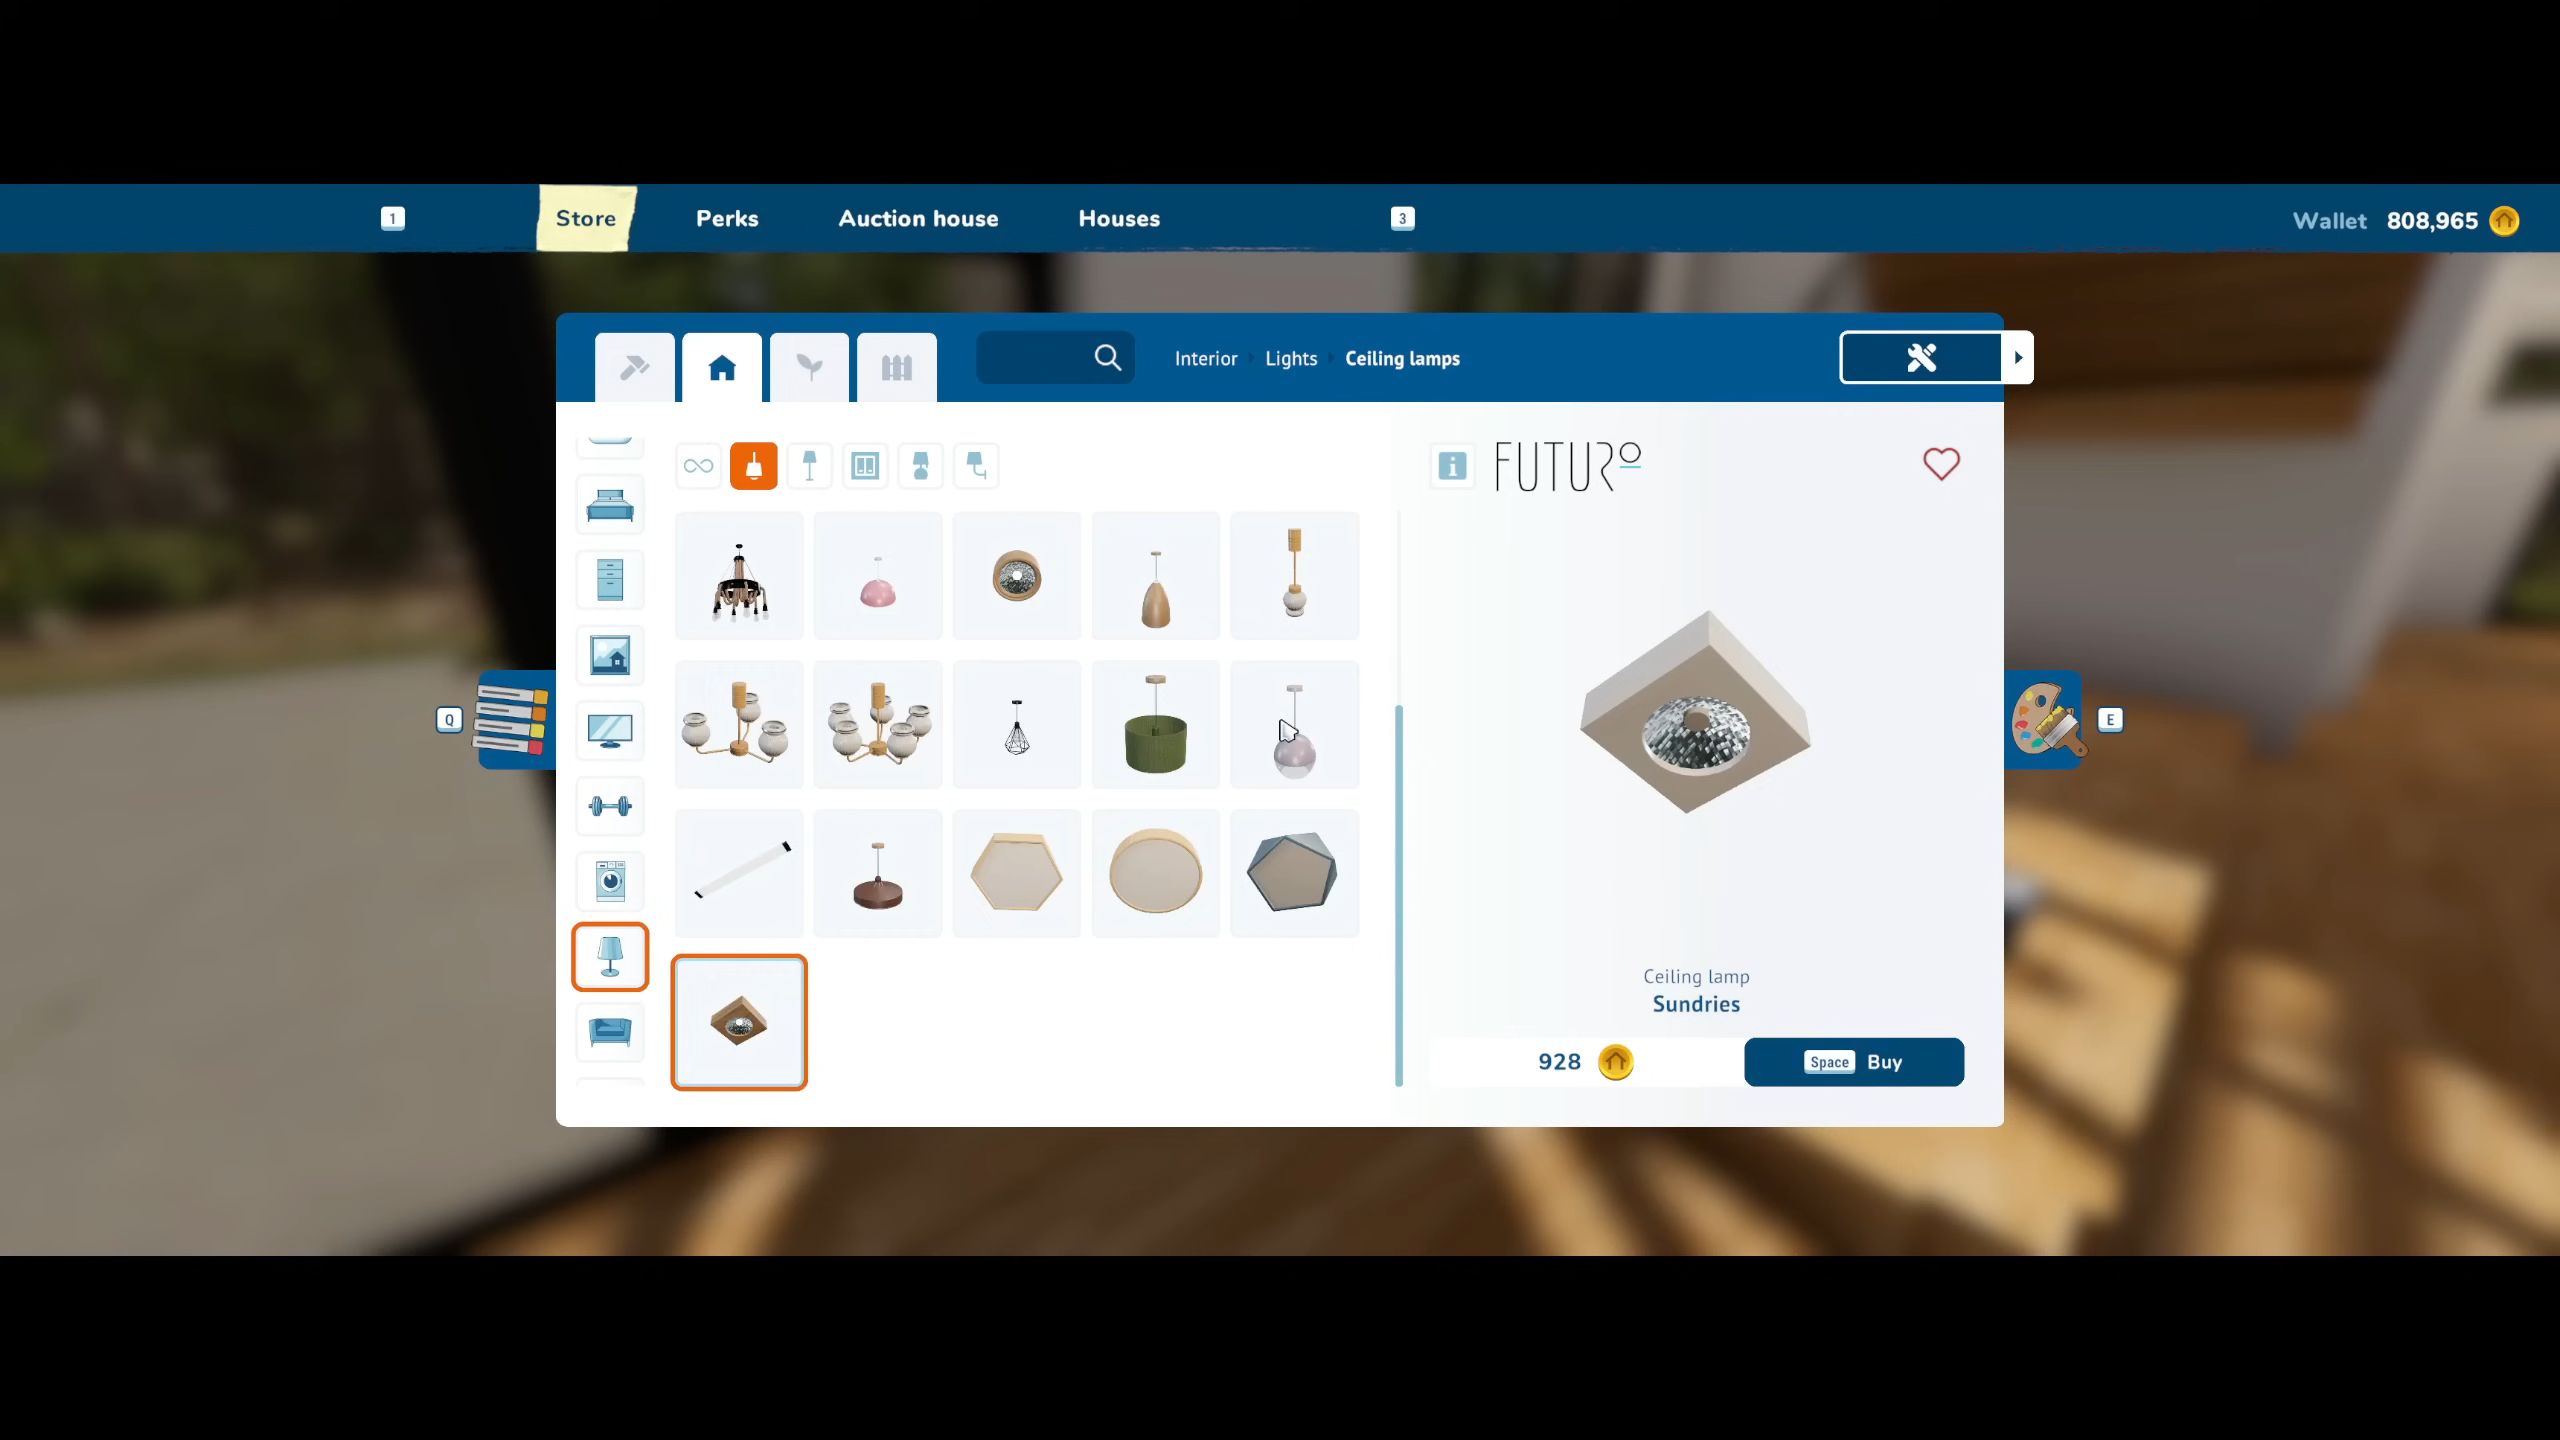 1
Store
Perks
Auction house
Houses
3
Wallet 808,965
Interior Lights Ceiling lamps
FUTURO
Q
E
Ceiling lamp
Sundries
928
Space Buy